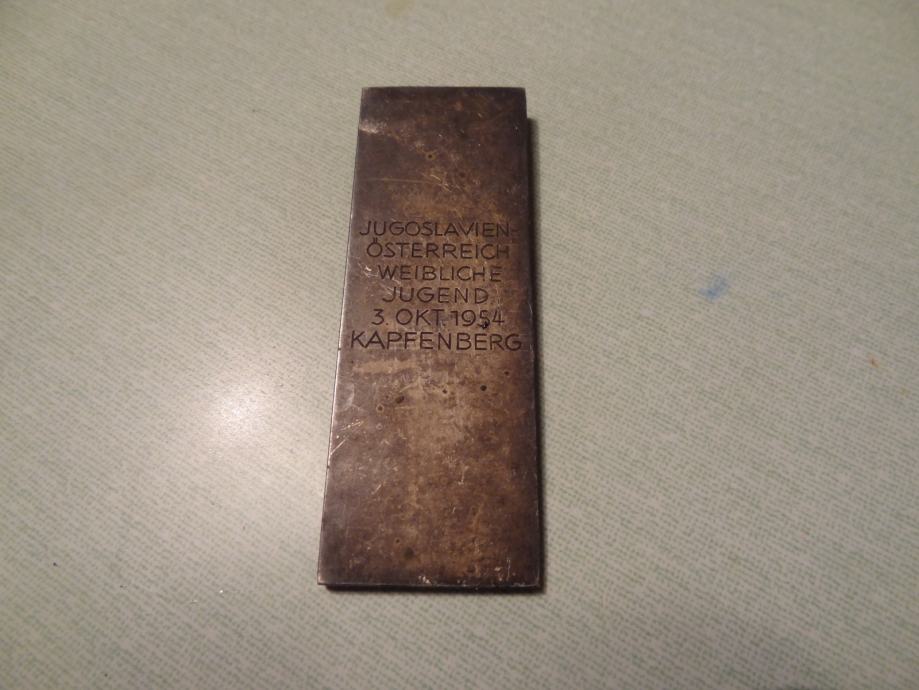 JUGOSLAVIEN-
ÖSTERREICH
WEIBLICHE
JUGEND
3. OKT. 1954
KAPFENBERG